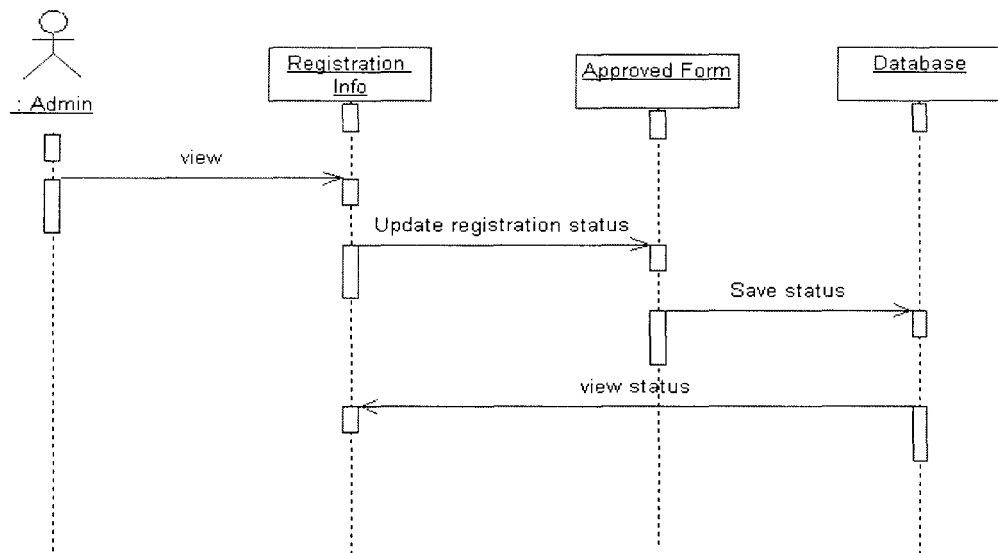 Registration
Info
Approved Form
Database
: Admin
view
Update registration status
Save status
view status